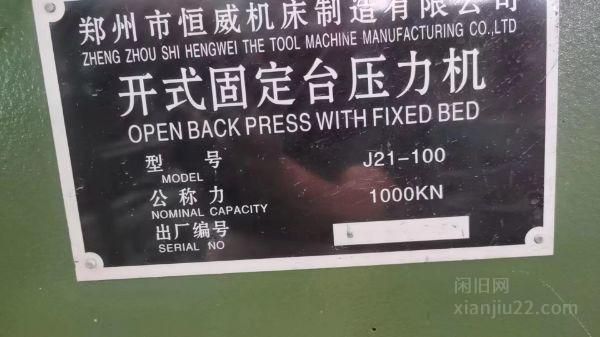 郑州市恒威机床制造有限公司
ZHENG ZHOU SHI HENGWEI THE TOOL MACHINE MANUFACTURING CO.,LTD
开式固定台压力机
OPEN BACK PRESS WITH FIXED BED
型号 J21-100
MODEL
公称力 1000KN
NOMINAL CAPACITY
出厂编号
SERIAL NO
闲旧网
xianjiu22.com